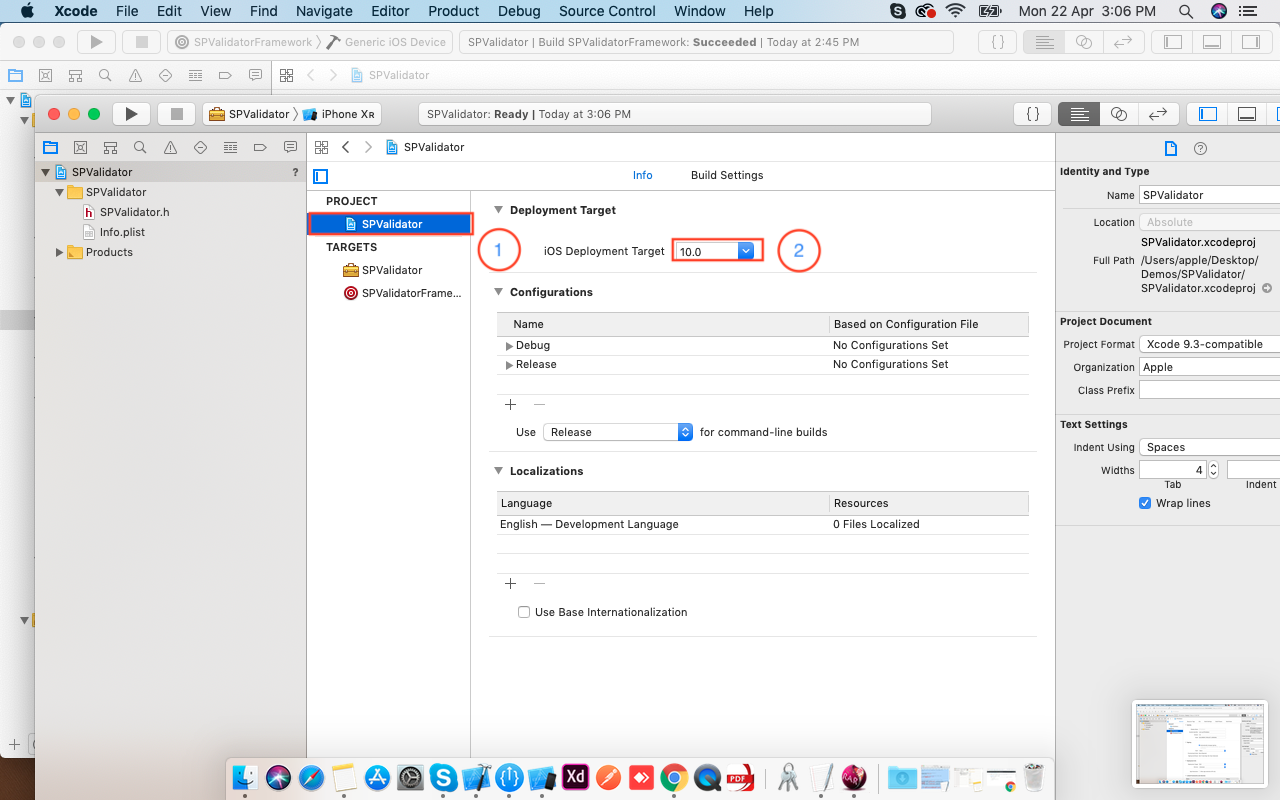 Xcode File Edit View Find Navigate Editor Product Debug Source Control Window Help Mon 22 Apr 3:06 PM
SPValidatorFramework Generic iOS Device SPValidator | Build SPValidatorFramework: Succeeded | Today at 2:45 PM
SPValidator
SPValidator iPhone XR SPValidator: Ready | Today at 3:06 PM
SPValidator
SPValidator ?
SPValidator
SPValidator.h
Info.plist
Products
Info Build Settings
PROJECT
SPValidator
TARGETS
SPValidator
SPValidatorFrame...
1
Deployment Target
iOS Deployment Target 10.0
2
Configurations
Name Based on Configuration File
Debug No Configurations Set
Release No Configurations Set
Use Release for command-line builds
Localizations
Language Resources
English — Development Language 0 Files Localized
Use Base Internationalization
Identity and Type
Name SPValidator
Location Absolute
SPValidator.xcodeproj
Full Path /Users/apple/Desktop/
Demos/SPValidator/
SPValidator.xcodeproj
Project Document
Project Format Xcode 9.3-compatible
Organization Apple
Class Prefix
Text Settings
Indent Using Spaces
Widths 4
Tab Indent
Wrap lines
Xd
PDF